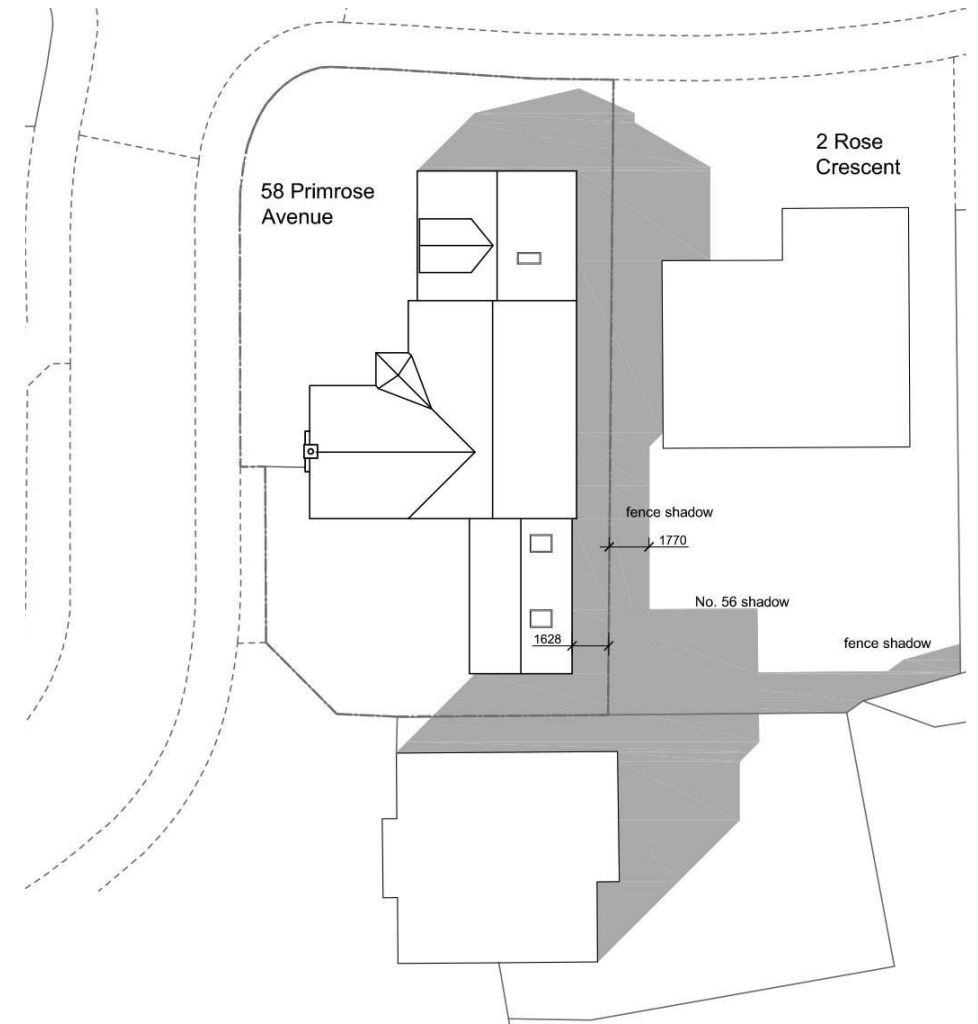 2 Rose
Crescent
58 Primrose
Avenue
fence shadow
1770
No. 56 shadow
1628
fence shadow